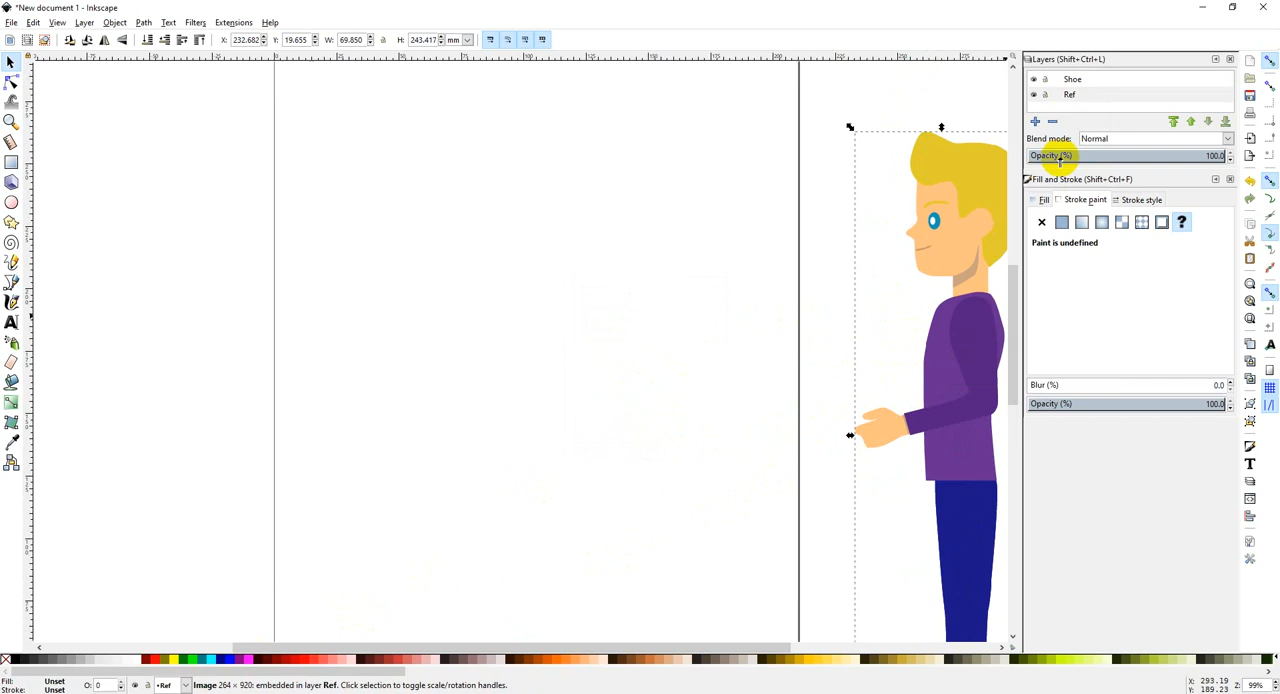 *New document 1 - Inkscape
File Edit View Layer Object Path Text Filters Extensions Help
X: 232.682 Y: 19.655 W: 69.850 H: 243.417 mm
Layers (Shift+Ctrl+L)
Shoe
Ref
Blend mode: Normal
Opacity (%) 100.0
Fill and Stroke (Shift+Ctrl+F)
Fill Stroke paint Stroke style
Paint is undefined
Blur (%) 0.0
Opacity (%) 100.0
Fill: Unset
Stroke: Unset
O: 0
•Ref
Image 264 × 920: embedded in layer Ref. Click selection to toggle scale/rotation handles.
X: 293.19
Y: 189.23
Z: 99%